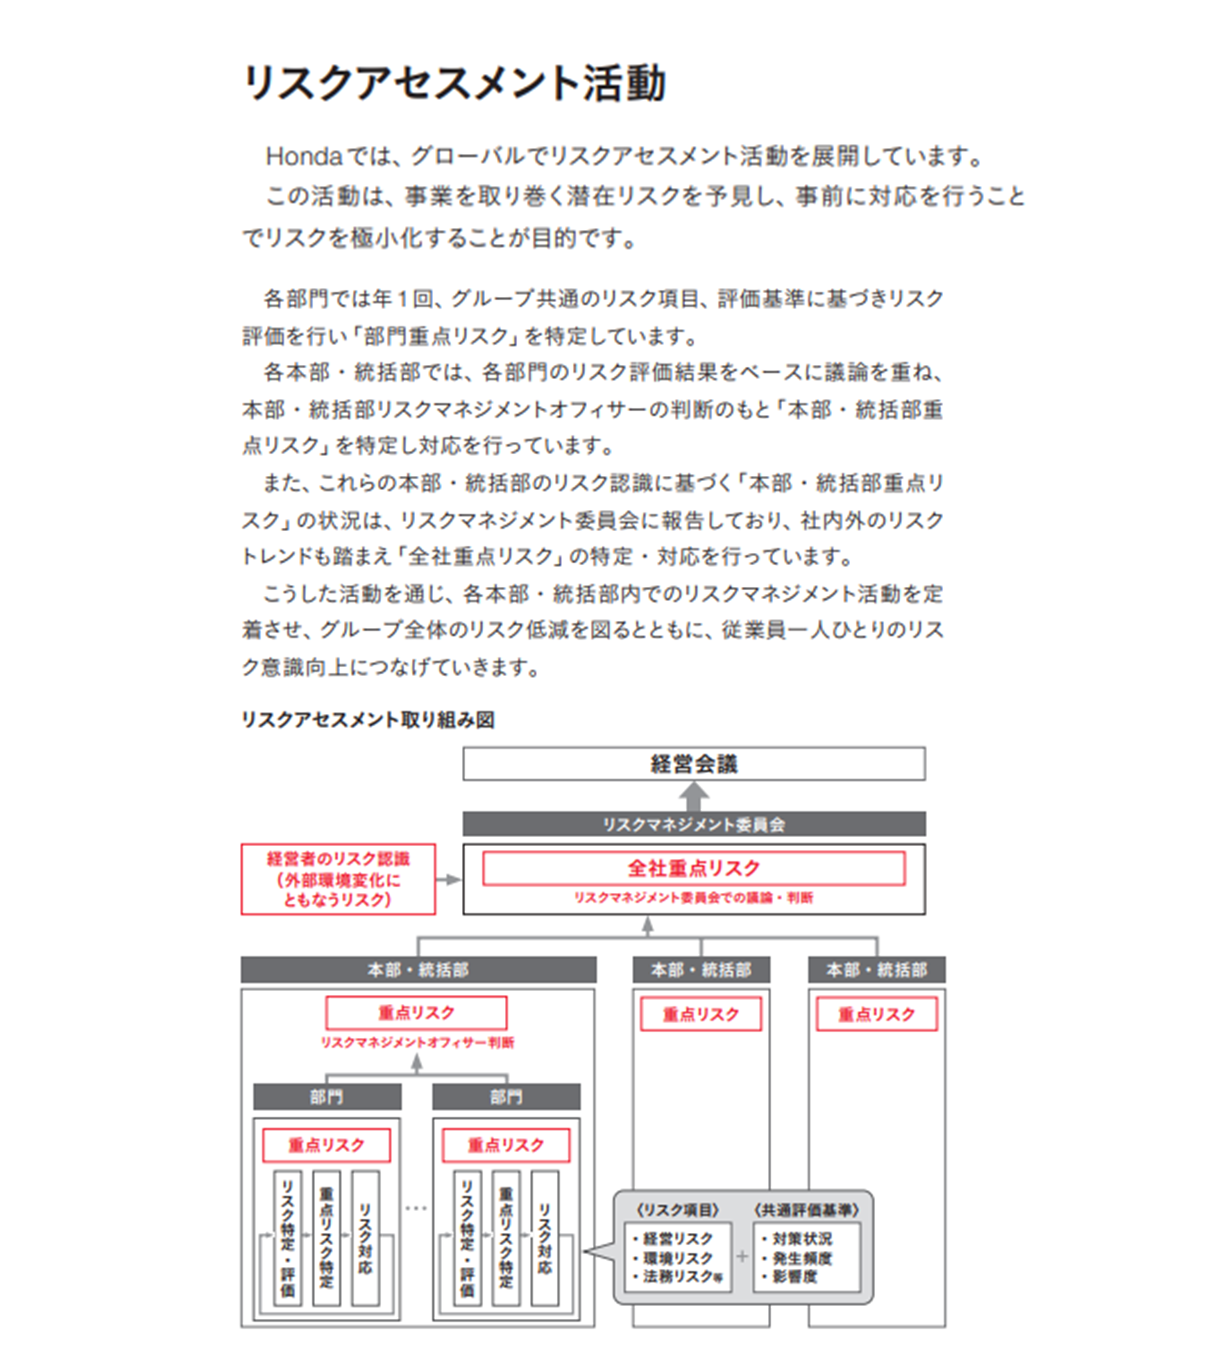 リスクアセスメント活動
Hondaでは、グローバルでリスクアセスメント活動を展開しています。
この活動は、事業を取り巻く潜在リスクを予見し、事前に対応を行うこと
でリスクを極小化することが目的です。
各部門では年1回、グループ共通のリスク項目、評価基準に基づきリスク
評価を行い「部門重点リスク」を特定しています。
各本部・統括部では、各部門のリスク評価結果をベースに議論を重ね、
本部・統括部リスクマネジメントオフィサーの判断のもと「本部・統括部重
点リスク」を特定し対応を行っています。
また、これらの本部・統括部のリスク認識に基づく「本部・統括部重点リ
スク」の状況は、リスクマネジメント委員会に報告しており、社内外のリスク
トレンドも踏まえ「全社重点リスク」の特定・対応を行っています。
こうした活動を通じ、各本部・統括部内でのリスクマネジメント活動を定
着させ、グループ全体のリスク低減を図るとともに、従業員一人ひとりのリス
ク意識向上につなげていきます。
リスクアセスメント取り組み図
経営会議
リスクマネジメント委員会
経営者のリスク認識
（外部環境変化に
ともなうリスク）
全社重点リスク
リスクマネジメント委員会での議論・判断
本部・統括部
本部・統括部
本部・統括部
重点リスク
リスクマネジメントオフィサー判断
重点リスク
重点リスク
部門
部門
重点リスク
重点リスク
リスク特定・評価
重点リスク特定
リスク対応
…
リスク特定・評価
重点リスク特定
リスク対応
〈リスク項目〉
・経営リスク
・環境リスク
・法務リスク等
+
〈共通評価基準〉
・対策状況
・発生頻度
・影響度